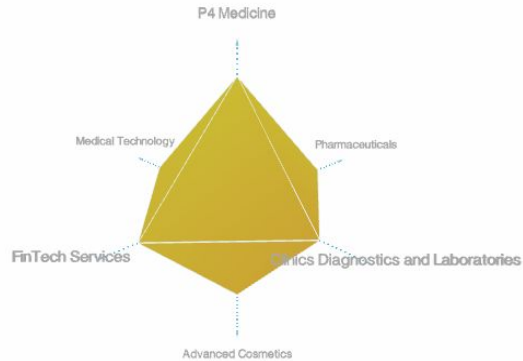 P4 Medicine
Medical Technology
Pharmaceuticals
FinTech Services
Clinics Diagnostics and Laboratories
Advanced Cosmetics